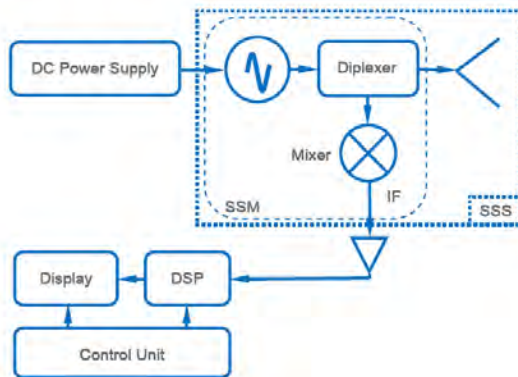 DC Power Supply
Diplexer
Mixer
IF
SSM
SSS
Display
DSP
Control Unit